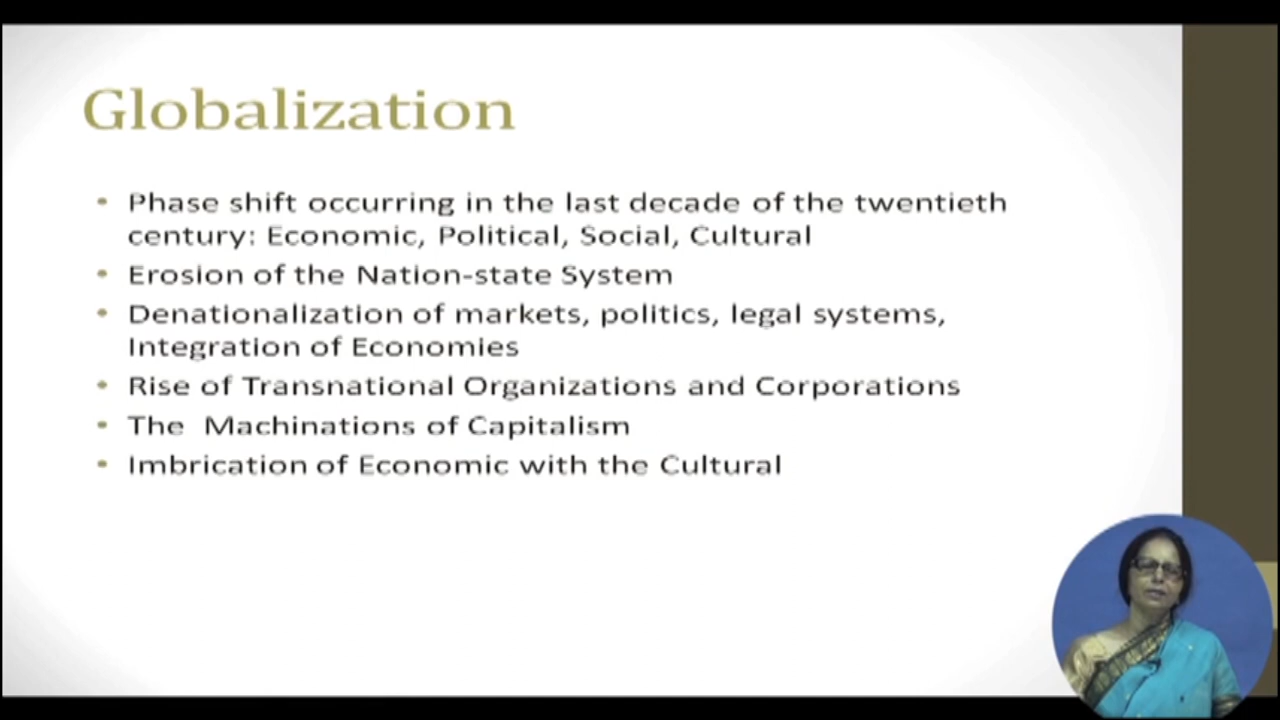 Globalization
• Phase shift occurring in the last decade of the twentieth
century: Economic, Political, Social, Cultural
• Erosion of the Nation-state System
• Denationalization of markets, politics, legal systems,
Integration of Economies
• Rise of Transnational Organizations and Corporations
• The Machinations of Capitalism
• Imbrication of Economic with the Cultural